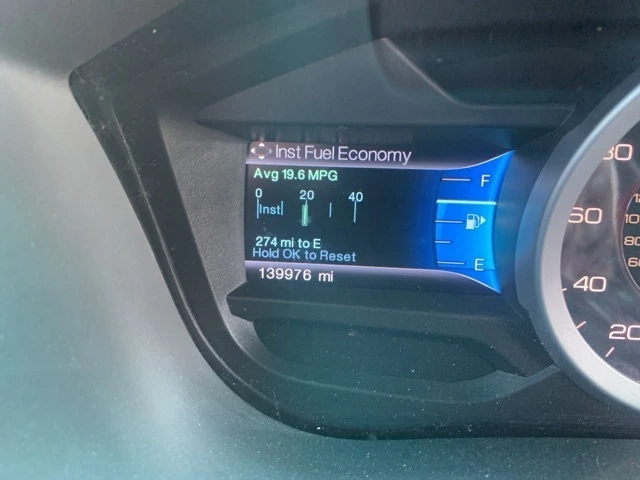 Inst Fuel Economy
Avg 19.6 MPG
0 20 40
Inst
274 mi to E
Hold OK to Reset
139976 mi
F
E
80
60
40
20